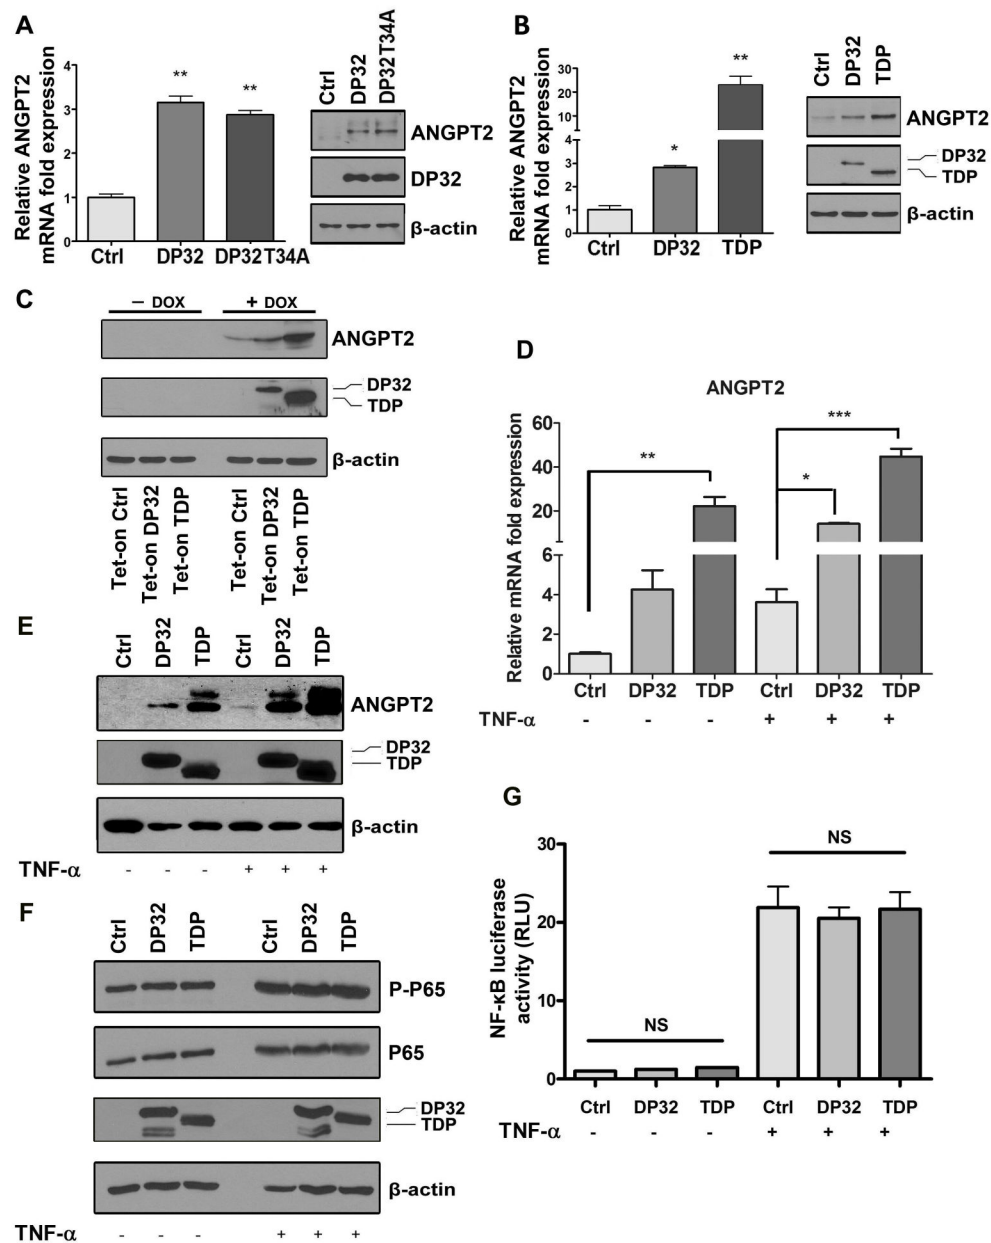 A
Relative ANGPT2
mRNA fold expression
4
3
2
1
0
**
**
Ctrl
DP32
DP32T34A
Ctrl
DP32
DP32T34A
ANGPT2
DP32
β-actin
B
Relative ANGPT2
mRNA fold expression
30
20
10
3
2
1
0
*
**
Ctrl
DP32
TDP
Ctrl
DP32
TDP
ANGPT2
DP32
TDP
β-actin
C
– DOX
+ DOX
ANGPT2
DP32
TDP
β-actin
Tet-on Ctrl
Tet-on DP32
Tet-on TDP
Tet-on Ctrl
Tet-on DP32
Tet-on TDP
D
ANGPT2
Relative mRNA fold expression
60
40
20
6
4
2
0
**
***
*
Ctrl
DP32
TDP
Ctrl
DP32
TDP
TNF-α - - - + + +
E
Ctrl
DP32
TDP
Ctrl
DP32
TDP
ANGPT2
DP32
TDP
β-actin
TNF-α - - - + + +
F
Ctrl
DP32
TDP
Ctrl
DP32
TDP
P-P65
P65
DP32
TDP
β-actin
TNF-α - - - + + +
G
NF-κB luciferase
activity (RLU)
30
20
10
0
NS
NS
Ctrl
DP32
TDP
Ctrl
DP32
TDP
TNF-α - - - + + +